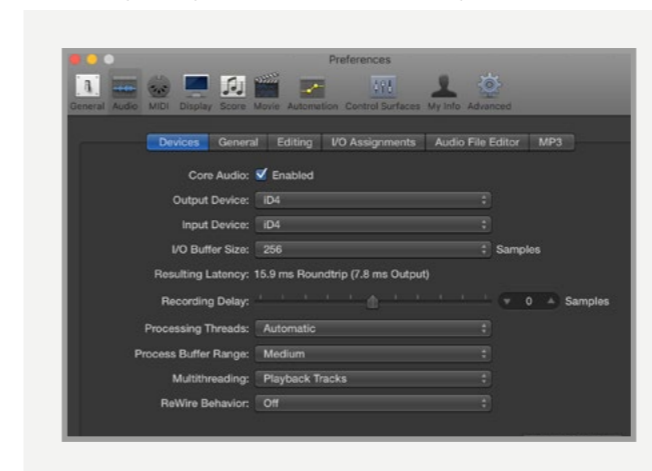 Preferences
General Audio MIDI Display Score Movie Automation Control Surfaces My Info Advanced
Devices General Editing I/O Assignments Audio File Editor MP3
Core Audio: Enabled
Output Device: iD4
Input Device: iD4
I/O Buffer Size: 256 Samples
Resulting Latency: 15.9 ms Roundtrip (7.8 ms Output)
Recording Delay: 0 Samples
Processing Threads: Automatic
Process Buffer Range: Medium
Multithreading: Playback Tracks
ReWire Behavior: Off